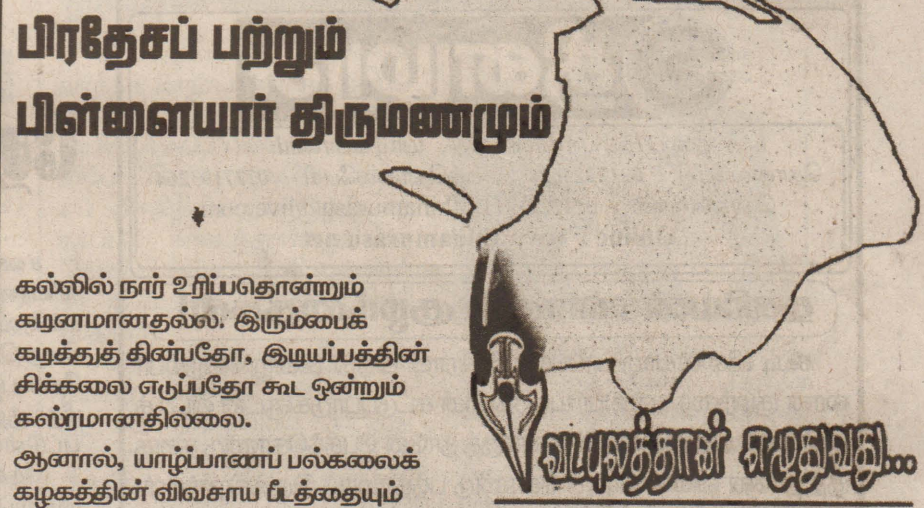 பிரதேசப் பற்றும்
பிள்ளையார் திருமணமும்
கல்லில் நார் உரிப்பதொன்றும்
கடினமானதல்ல. இரும்பைக்
கடித்துத் தின்பதோ, இடியப்பத்தின்
சிக்கலை எடுப்பதோ கூட ஒன்றும்
கஸ்ரமானதில்லை.
ஆனால், யாழ்ப்பாணப் பல்கலைக்
கழகத்தின் விவசாய பீடத்தையும்
வடபுலத்தான் எழுதுவது...